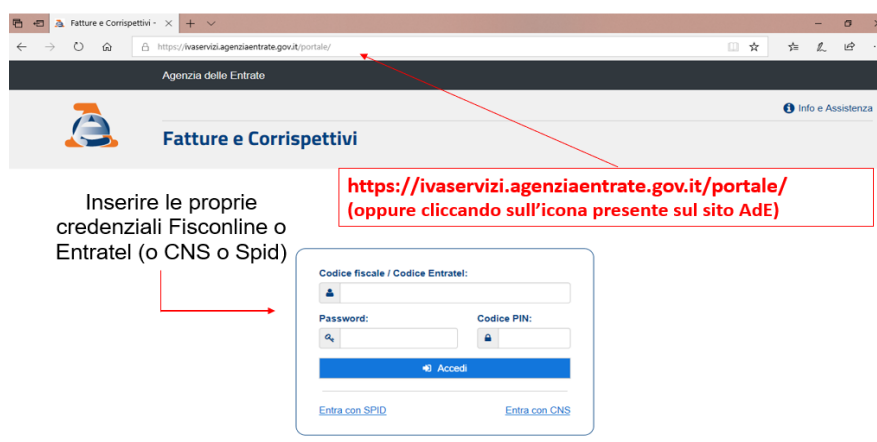 Fatture e Corrispettivi -
https://ivaservizi.agenziaentrate.gov.it/portale/
Agenzia delle Entrate
Info e Assistenza
Fatture e Corrispettivi
https://ivaservizi.agenziaentrate.gov.it/portale/
(oppure cliccando sull'icona presente sul sito AdE)
Inserire le proprie
credenziali Fisconline o
Entratel (o CNS o Spid)
Codice fiscale / Codice Entratel:
Password: Codice PIN:
Accedi
Entra con SPID Entra con CNS